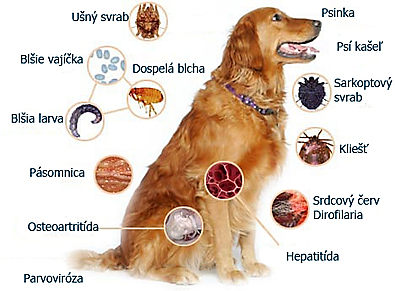 Ušný svrab
Psinka
Psí kašeľ
Blšie vajíčka
Dospelá blcha
Sarkoptový
svrab
Blšia larva
Kliešť
Pásomnica
Srdcový červ
Dirofilaria
Osteoartritída
Hepatitída
Parvoviróza